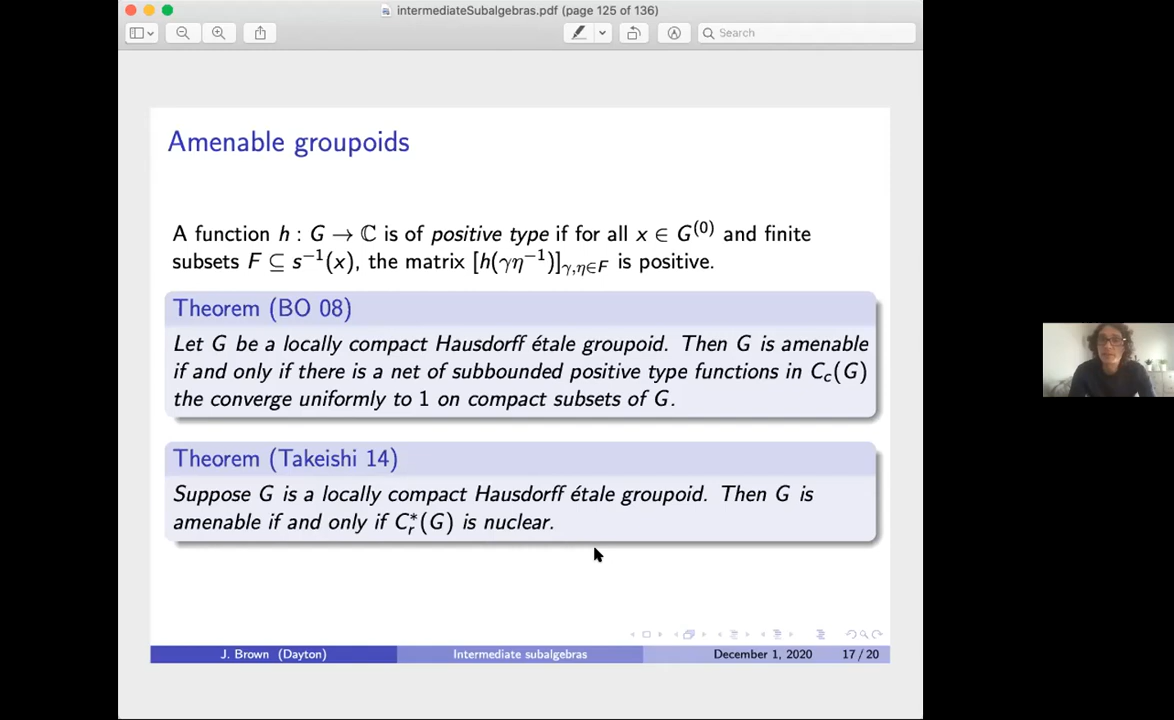 intermediateSubalgebras.pdf (page 125 of 136)
Search
Amenable groupoids
A function h : G → ℂ is of positive type if for all x ∈ G⁽⁰⁾ and finite
subsets F ⊆ s⁻¹(x), the matrix [h(γη⁻¹)]γ,η∈F is positive.
Theorem (BO 08)
Let G be a locally compact Hausdorff étale groupoid. Then G is amenable
if and only if there is a net of subbounded positive type functions in C_c(G)
the converge uniformly to 1 on compact subsets of G.
Theorem (Takeishi 14)
Suppose G is a locally compact Hausdorff étale groupoid. Then G is
amenable if and only if C*_r(G) is nuclear.
J. Brown (Dayton) Intermediate subalgebras December 1, 2020 17 / 20